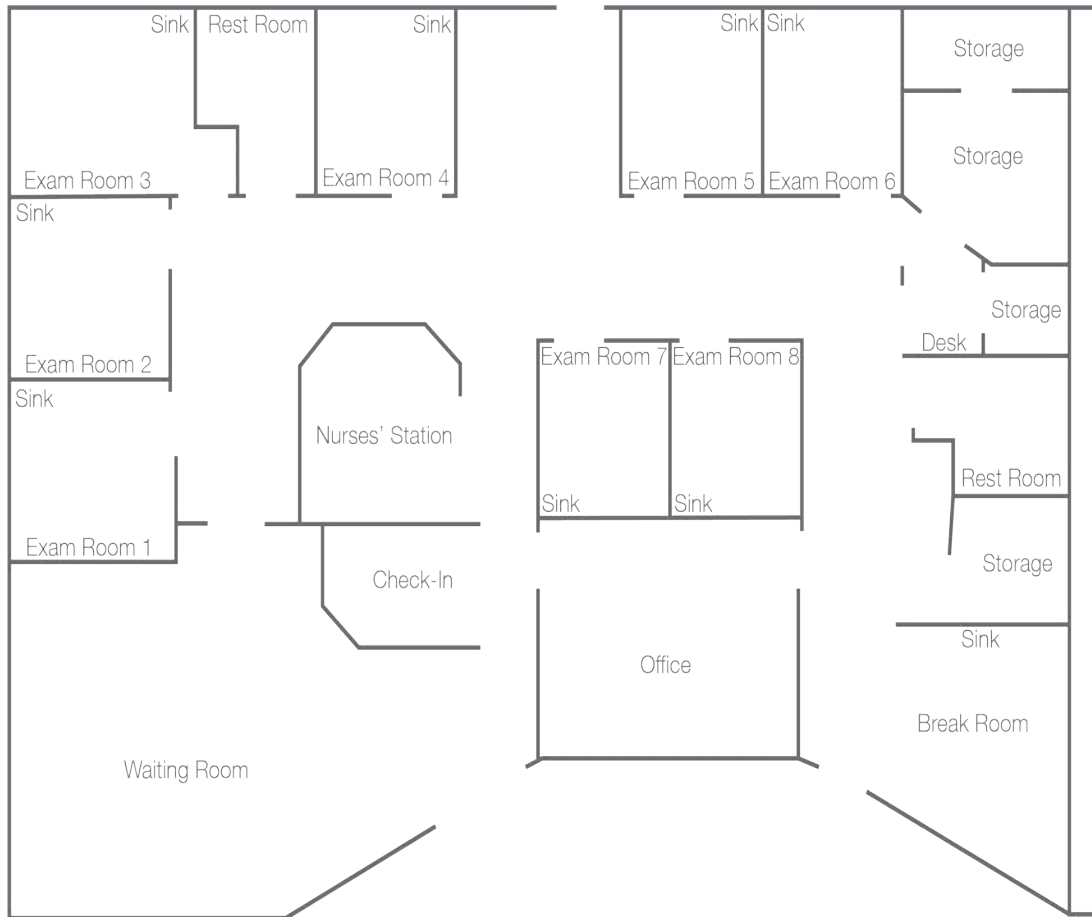 Sink
Rest Room
Sink
Sink
Sink
Storage
Storage
Exam Room 3
Exam Room 4
Exam Room 5
Exam Room 6
Sink
Storage
Desk
Exam Room 2
Exam Room 7
Exam Room 8
Sink
Nurses' Station
Rest Room
Sink
Sink
Exam Room 1
Check-In
Storage
Sink
Office
Break Room
Waiting Room